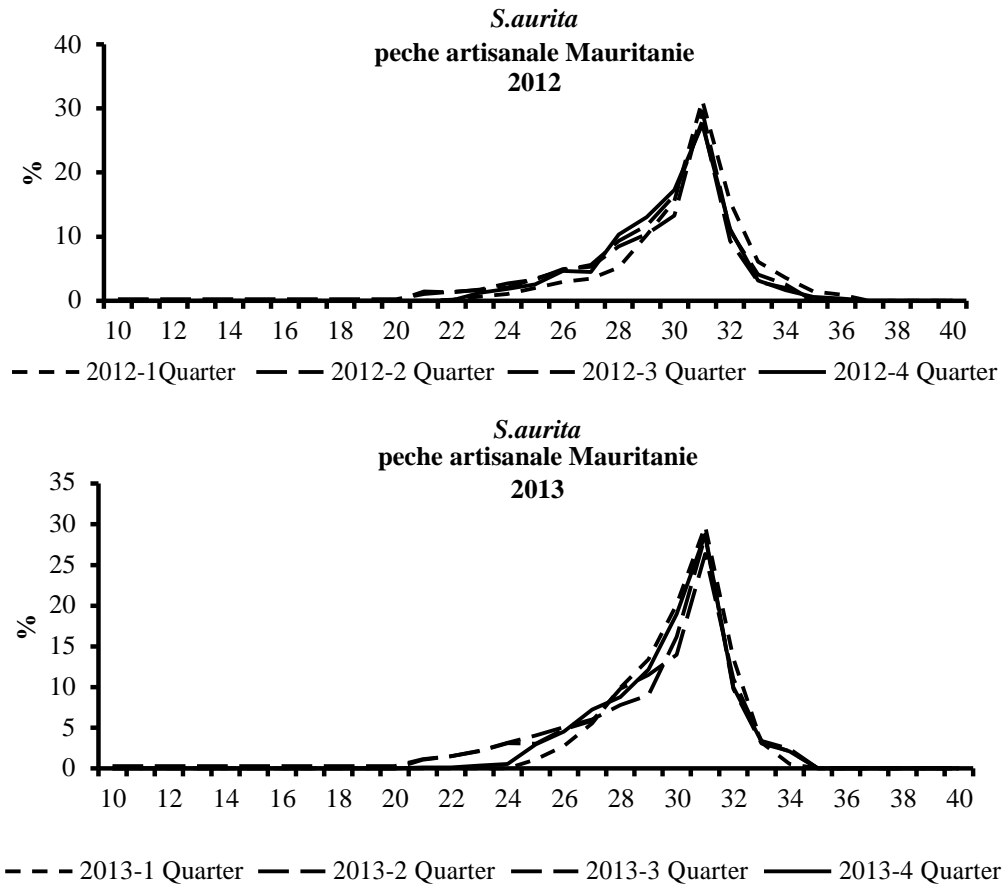 S.aurita
peche artisanale Mauritanie
2012
40
30
20
10
0
%
10 12 14 16 18 20 22 24 26 28 30 32 34 36 38 40
2012-1Quarter 2012-2 Quarter 2012-3 Quarter 2012-4 Quarter
S.aurita
peche artisanale Mauritanie
2013
35
30
25
20
15
10
5
0
%
10 12 14 16 18 20 22 24 26 28 30 32 34 36 38 40
2013-1 Quarter 2013-2 Quarter 2013-3 Quarter 2013-4 Quarter